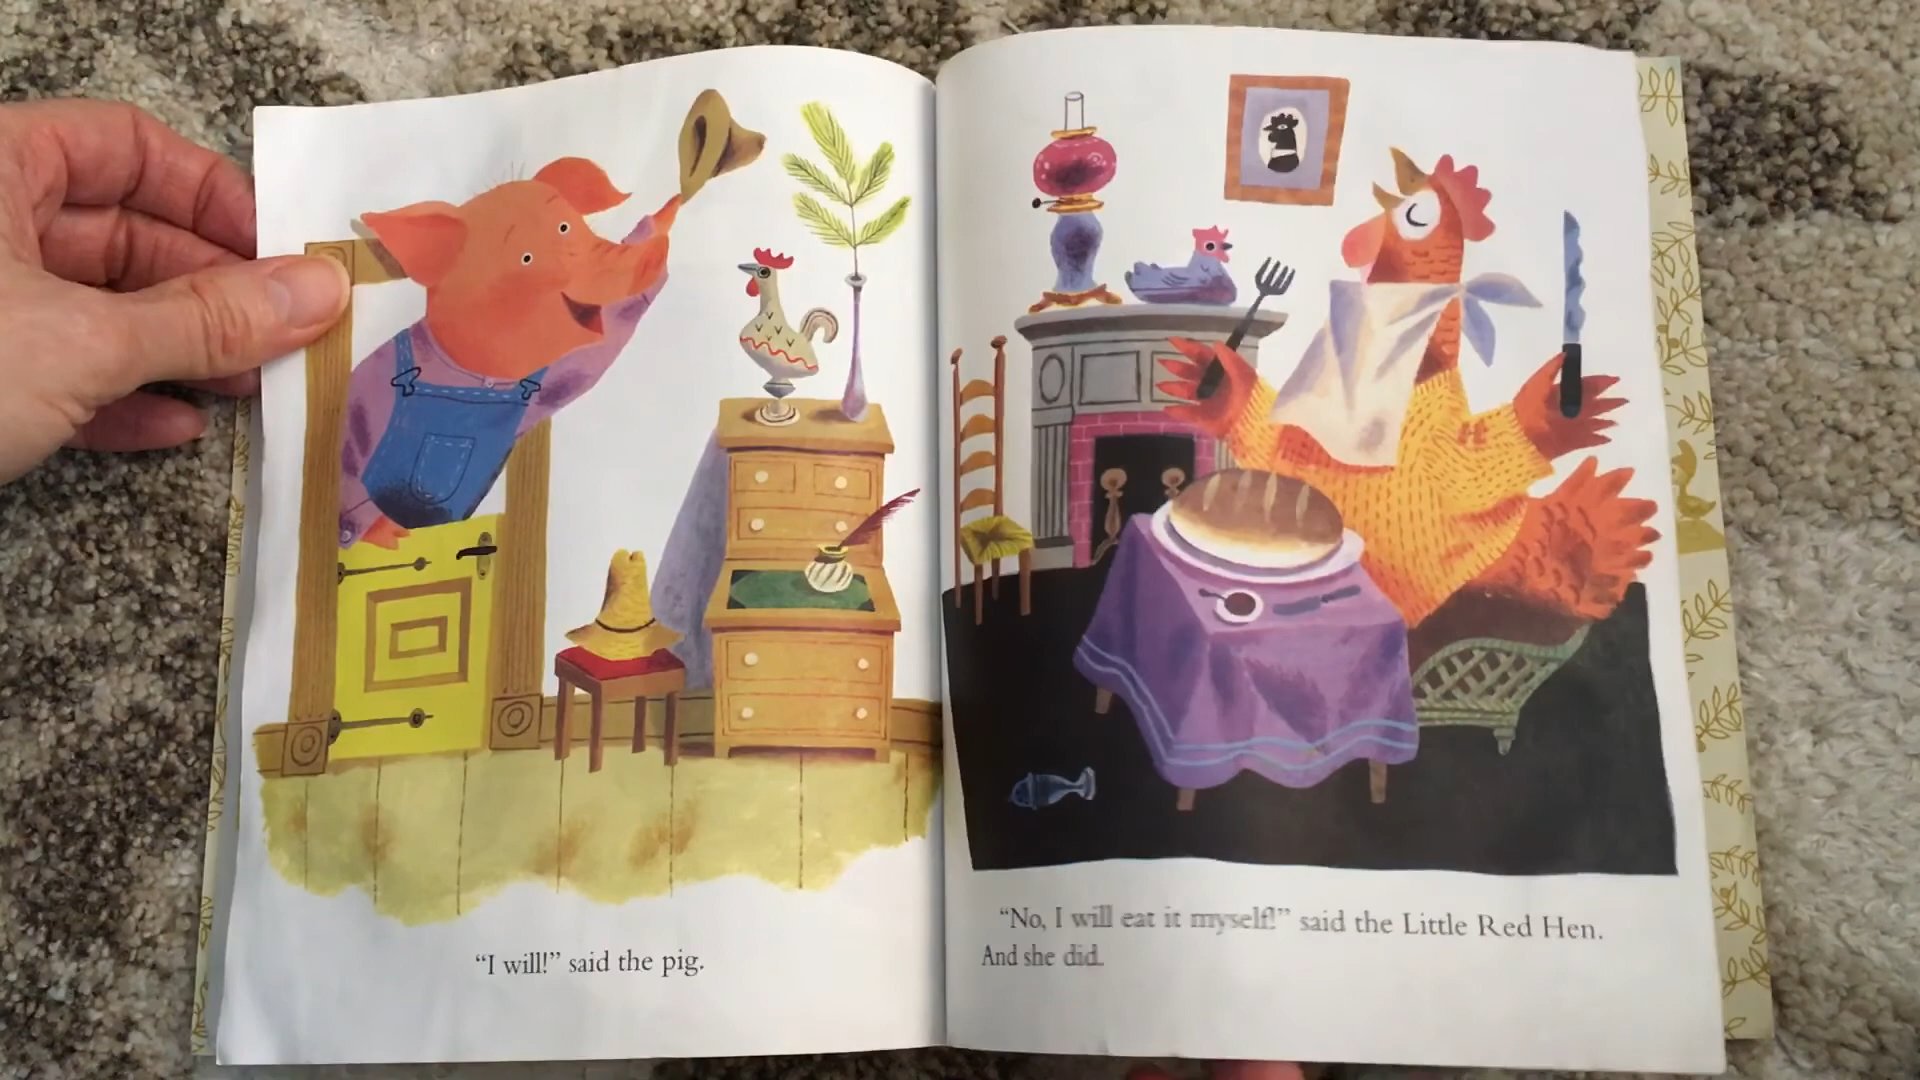 “I will!” said the pig.
“No, I will eat it myself!” said the Little Red Hen.
And she did.